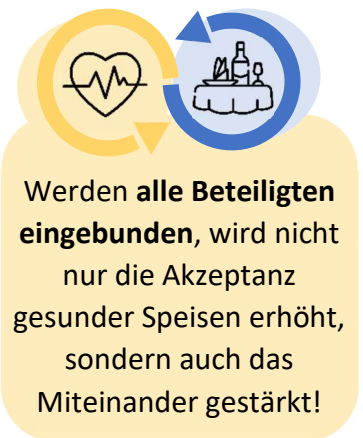 Werden alle Beteiligten
eingebunden, wird nicht
nur die Akzeptanz
gesunder Speisen erhöht,
sondern auch das
Miteinander gestärkt!